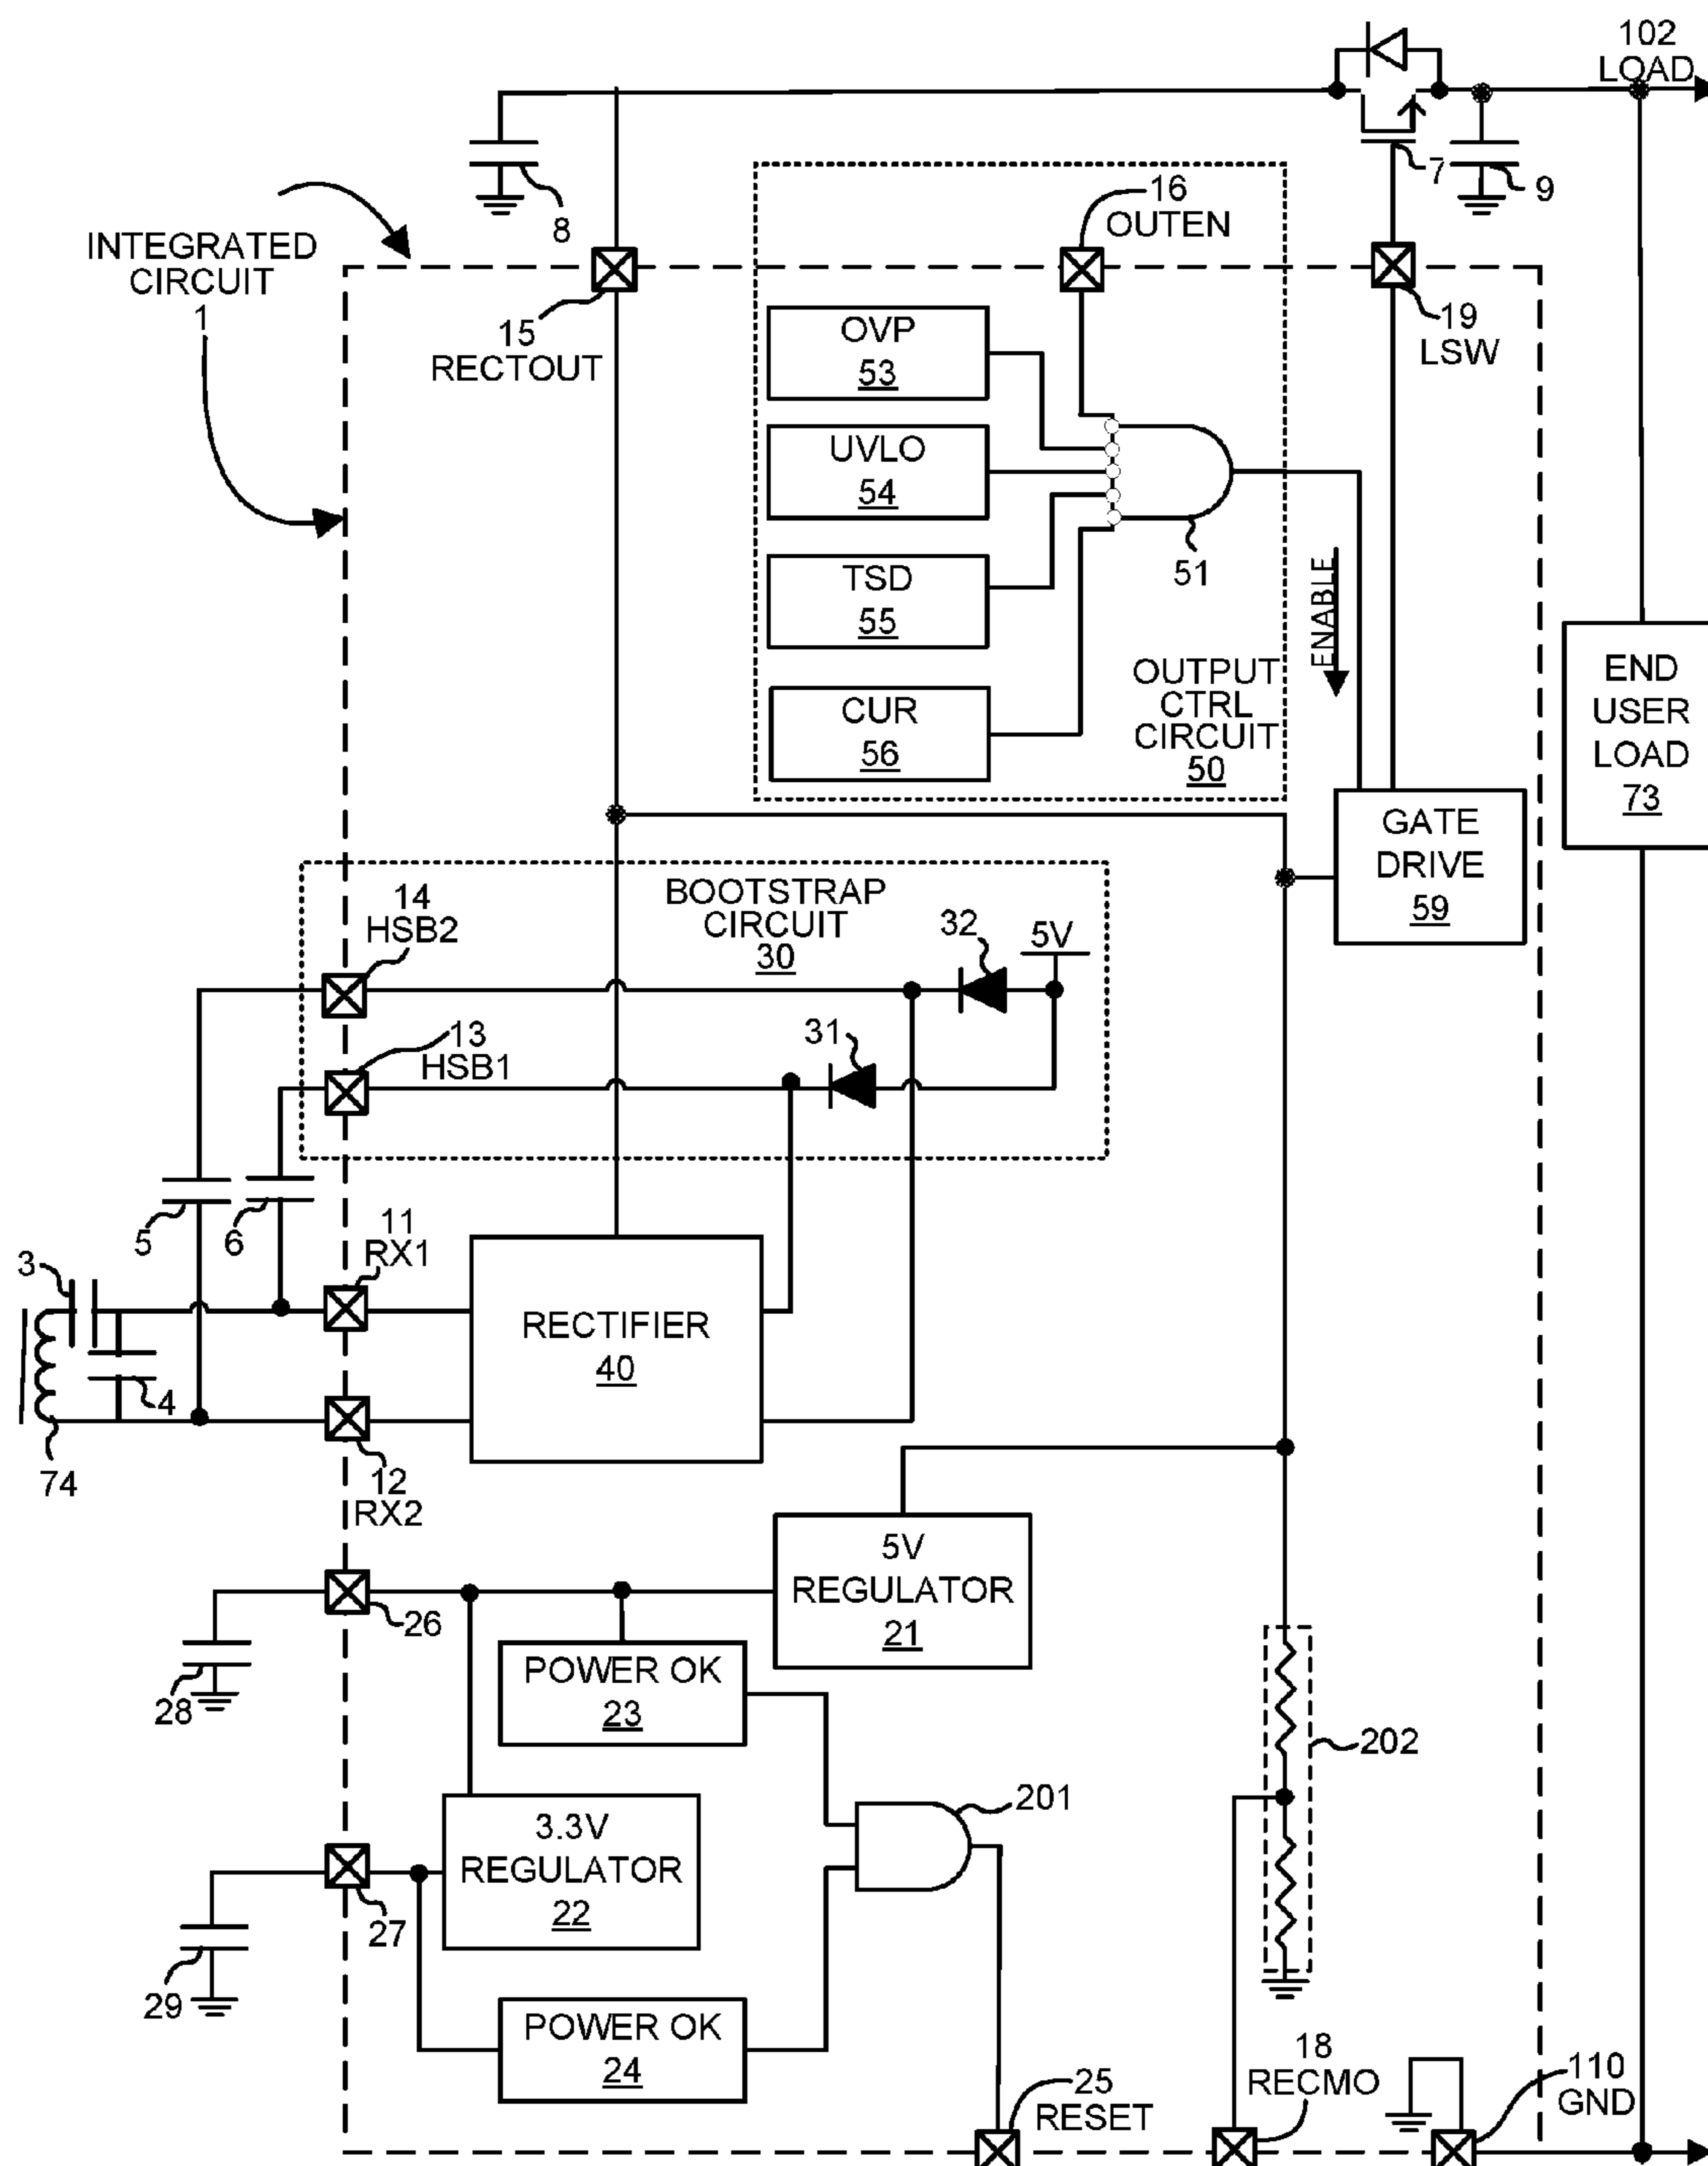 102
LOAD
7
9
8
16
OUTEN
INTEGRATED
CIRCUIT
1
15
RECTOUT
19
LSW
OVP
53
UVLO
54
51
TSD
55
ENABLE
CUR
56
OUTPUT
CTRL
CIRCUIT
50
END
USER
LOAD
73
GATE
DRIVE
59
14
HSB2
BOOTSTRAP
CIRCUIT
30
32
5V
13
HSB1
31
5
6
11
RX1
3
RECTIFIER
40
4
74
12
RX2
5V
REGULATOR
21
26
POWER OK
23
28
202
201
3.3V
REGULATOR
22
27
29
POWER OK
24
25
RESET
18
RECMO
110
GND